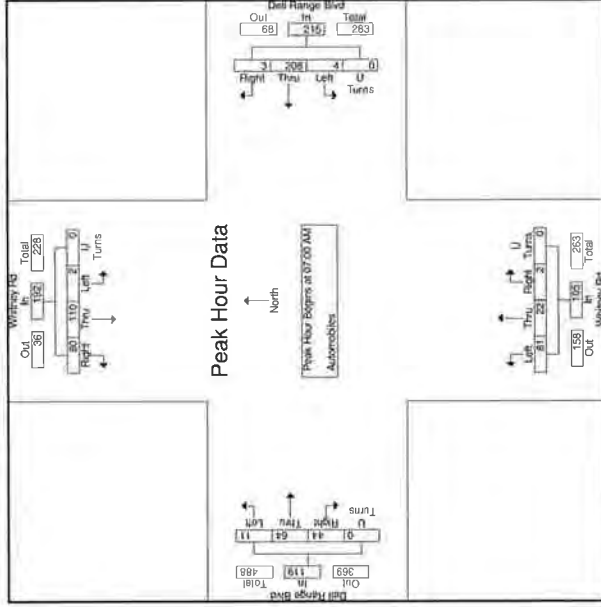 Whitney Rd
Out In Total
36 192 228
80 110 2 0
Right Thru Left U
Turns
Dell Range Blvd
Out In Total
68 215 283
3 208 4 0
Right Thru Left U
Turns
Peak Hour Data
North
Peak Hour Begins at 07:00 AM
Automobiles
Left Thru Right U
Turns
11 64 44 0
369 119 488
Out In Total
Dell Range Blvd
Left Thru Right U
Turns
81 22 2 0
158 105 263
Out In Total
Whitney Rd